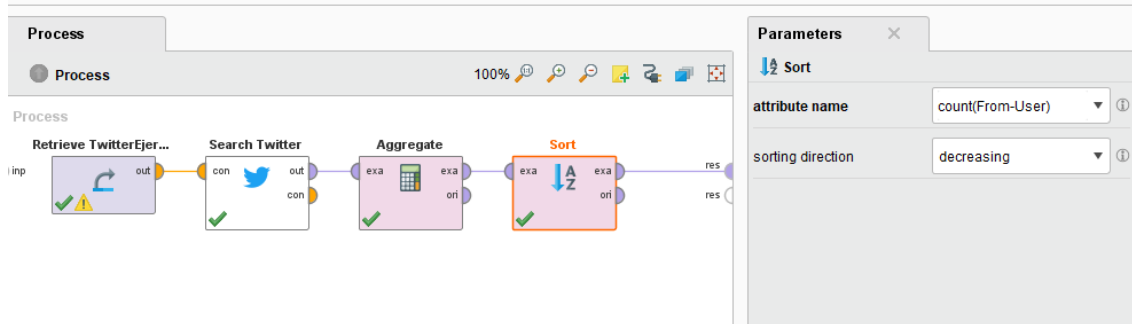 Process
Parameters
Process
100%
Sort
Process
attribute name
count(From-User)
Retrieve TwitterEjer...
Search Twitter
Aggregate
Sort
sorting direction
decreasing
inp
out
con
out
con
exa
exa
ori
exa
exa
ori
A
Z
res
res